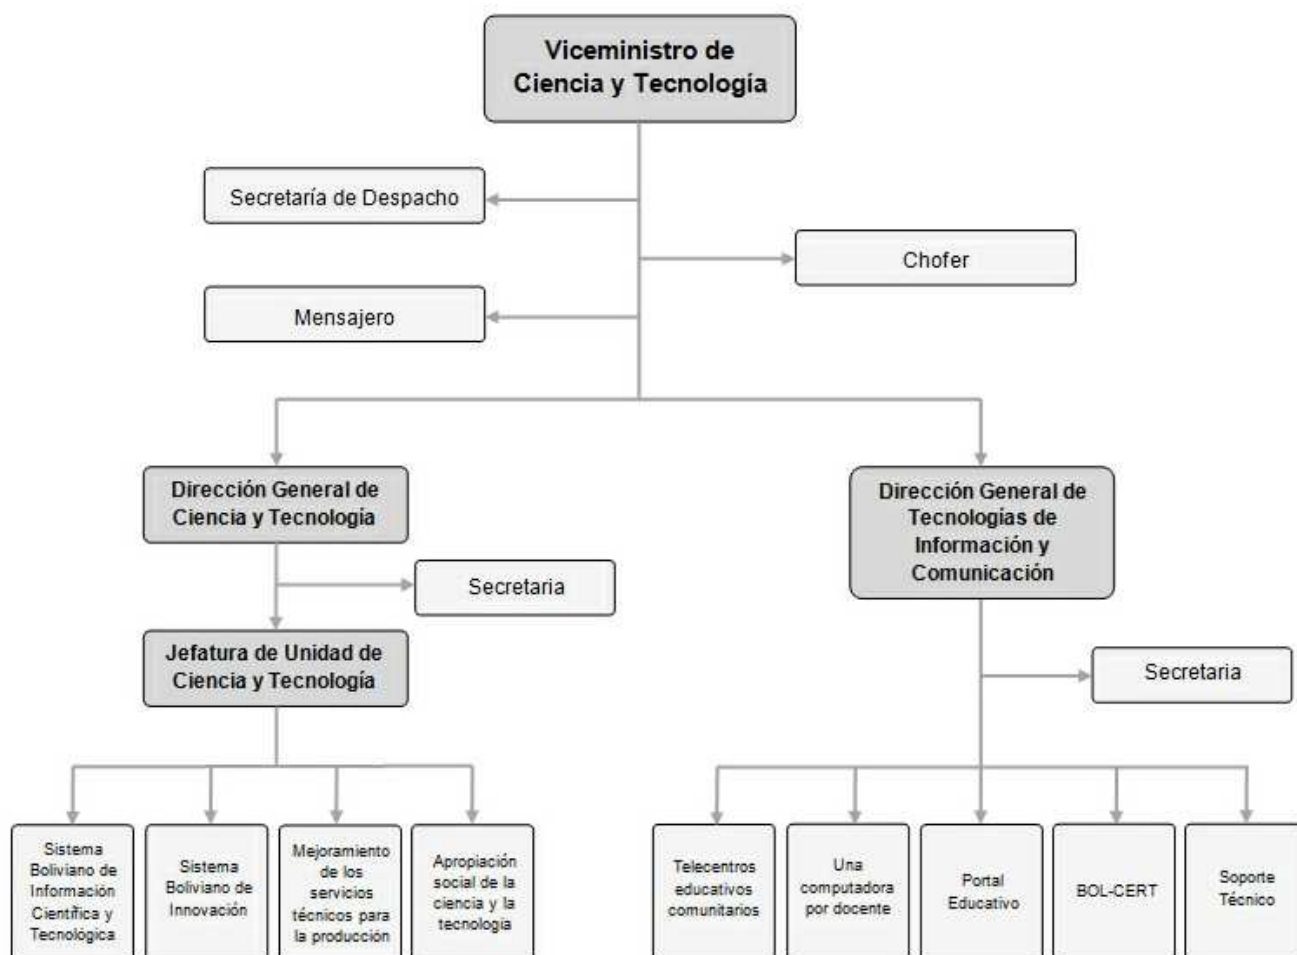 Viceministro de
Ciencia y Tecnología
Secretaría de Despacho
Chofer
Mensajero
Dirección General de
Ciencia y Tecnología
Dirección General de
Tecnologías de
Información y
Comunicación
Secretaria
Jefatura de Unidad de
Ciencia y Tecnología
Secretaria
Sistema
Boliviano de
Información
Científica y
Tecnológica
Sistema
Boliviano de
Innovación
Mejoramiento
de los
servicios
técnicos para
la producción
Apropiación
social de la
ciencia y la
tecnología
Telecentros
educativos
comunitarios
Una
computadora
por docente
Portal
Educativo
BOL-CERT
Soporte
Técnico